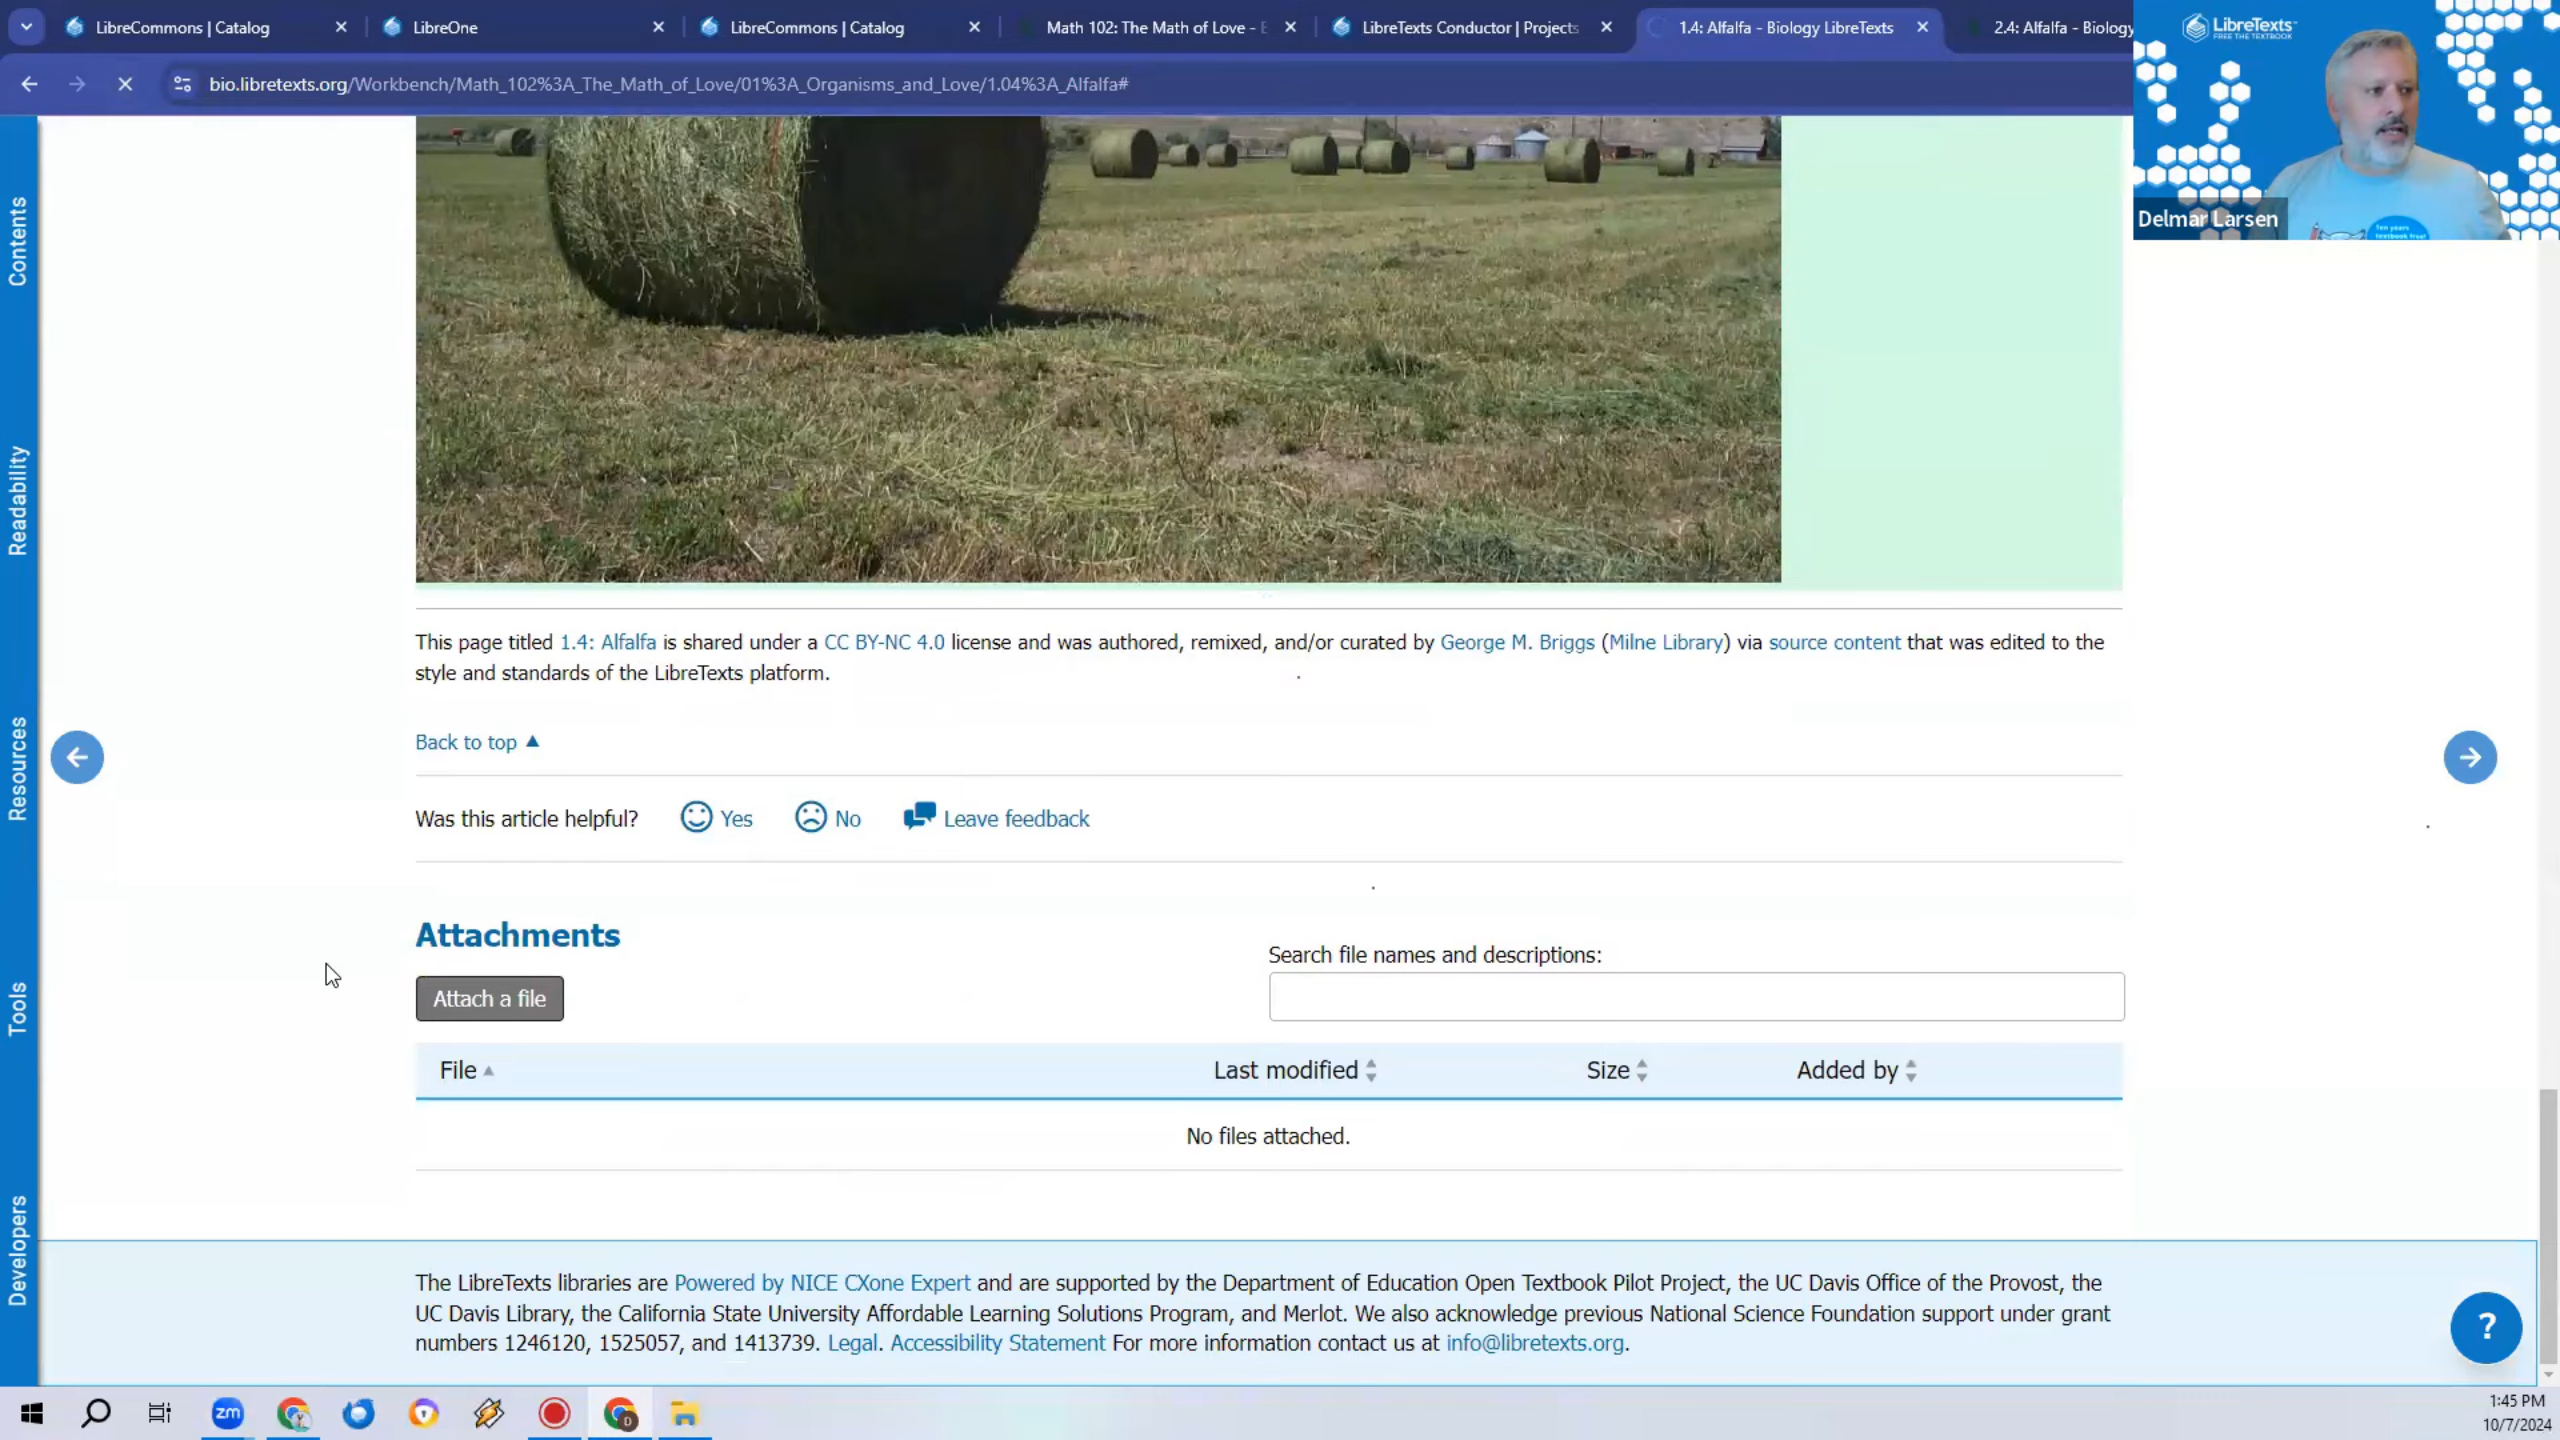 LibreCommons | Catalog
LibreOne
LibreCommons | Catalog
Math 102: The Math of Love - E
LibreTexts Conductor | Projects
1.4: Alfalfa - Biology LibreTexts
2.4: Alfalfa - Biology
bio.libretexts.org/Workbench/Math_102%3A_The_Math_of_Love/01%3A_Organisms_and_Love/1.04%3A_Alfalfa#
LibreTexts
FREE THE TEXTBOOK
Ten years
textbook free!
Delmar Larsen
Contents
Readability
Resources
Tools
Developers
This page titled 1.4: Alfalfa is shared under a CC BY-NC 4.0 license and was authored, remixed, and/or curated by George M. Briggs (Milne Library) via source content that was edited to the
style and standards of the LibreTexts platform.
Back to top
Was this article helpful? Yes No Leave feedback
Attachments
Search file names and descriptions:
Attach a file
File Last modified Size Added by
No files attached.
The LibreTexts libraries are Powered by NICE CXone Expert and are supported by the Department of Education Open Textbook Pilot Project, the UC Davis Office of the Provost, the
UC Davis Library, the California State University Affordable Learning Solutions Program, and Merlot. We also acknowledge previous National Science Foundation support under grant
numbers 1246120, 1525057, and 1413739. Legal. Accessibility Statement For more information contact us at info@libretexts.org.
?
zm
D
1:45 PM
10/7/2024